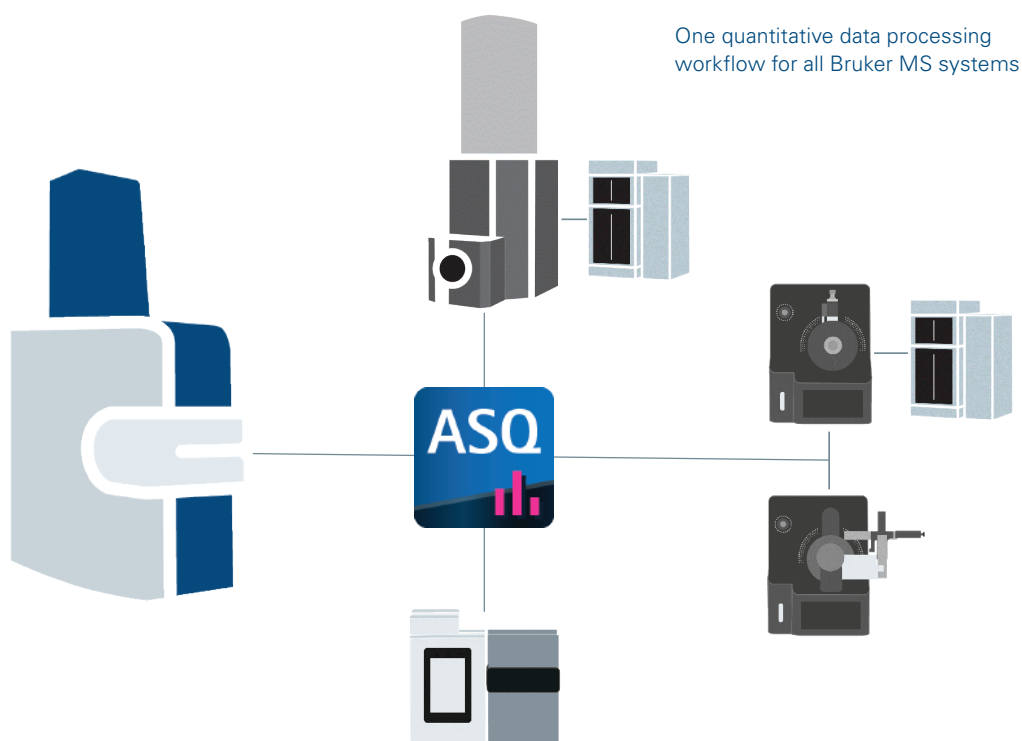 One quantitative data processing
workflow for all Bruker MS systems
ASQ